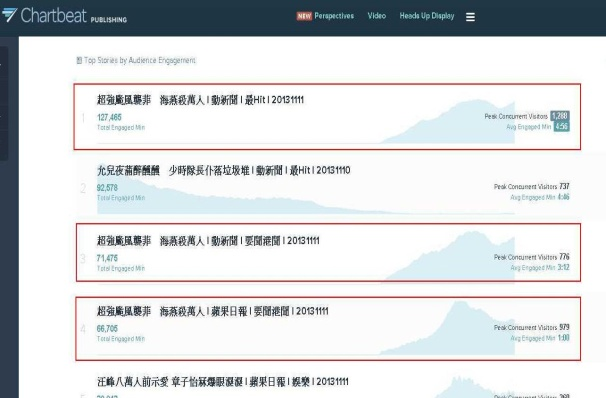 Chartbeat PUBLISHING
NEW Perspectives Video Heads Up Display
Top Stories by Audience Engagement
1
超強颱風襲菲 海燕殺萬人 | 動新聞 | 最Hit | 20131111
127,465
Total Engaged Min
Peak Concurrent Visitors 1,280
Avg Engaged Min 4:56
2
允兒夜蒲醉醺醺 少時隊長仆落垃圾堆 | 動新聞 | 最Hit | 20131110
92,578
Total Engaged Min
Peak Concurrent Visitors 737
Avg Engaged Min 4:46
3
超強颱風襲菲 海燕殺萬人 | 動新聞 | 要聞港聞 | 20131111
71,475
Total Engaged Min
Peak Concurrent Visitors 776
Avg Engaged Min 3:12
4
超強颱風襲菲 海燕殺萬人 | 蘋果日報 | 要聞港聞 | 20131111
66,705
Total Engaged Min
Peak Concurrent Visitors 979
Avg Engaged Min 1:08
汪峰八萬人前示愛 章子怡冧爆眼濕濕 | 蘋果日報 | 娛樂 | 20131111